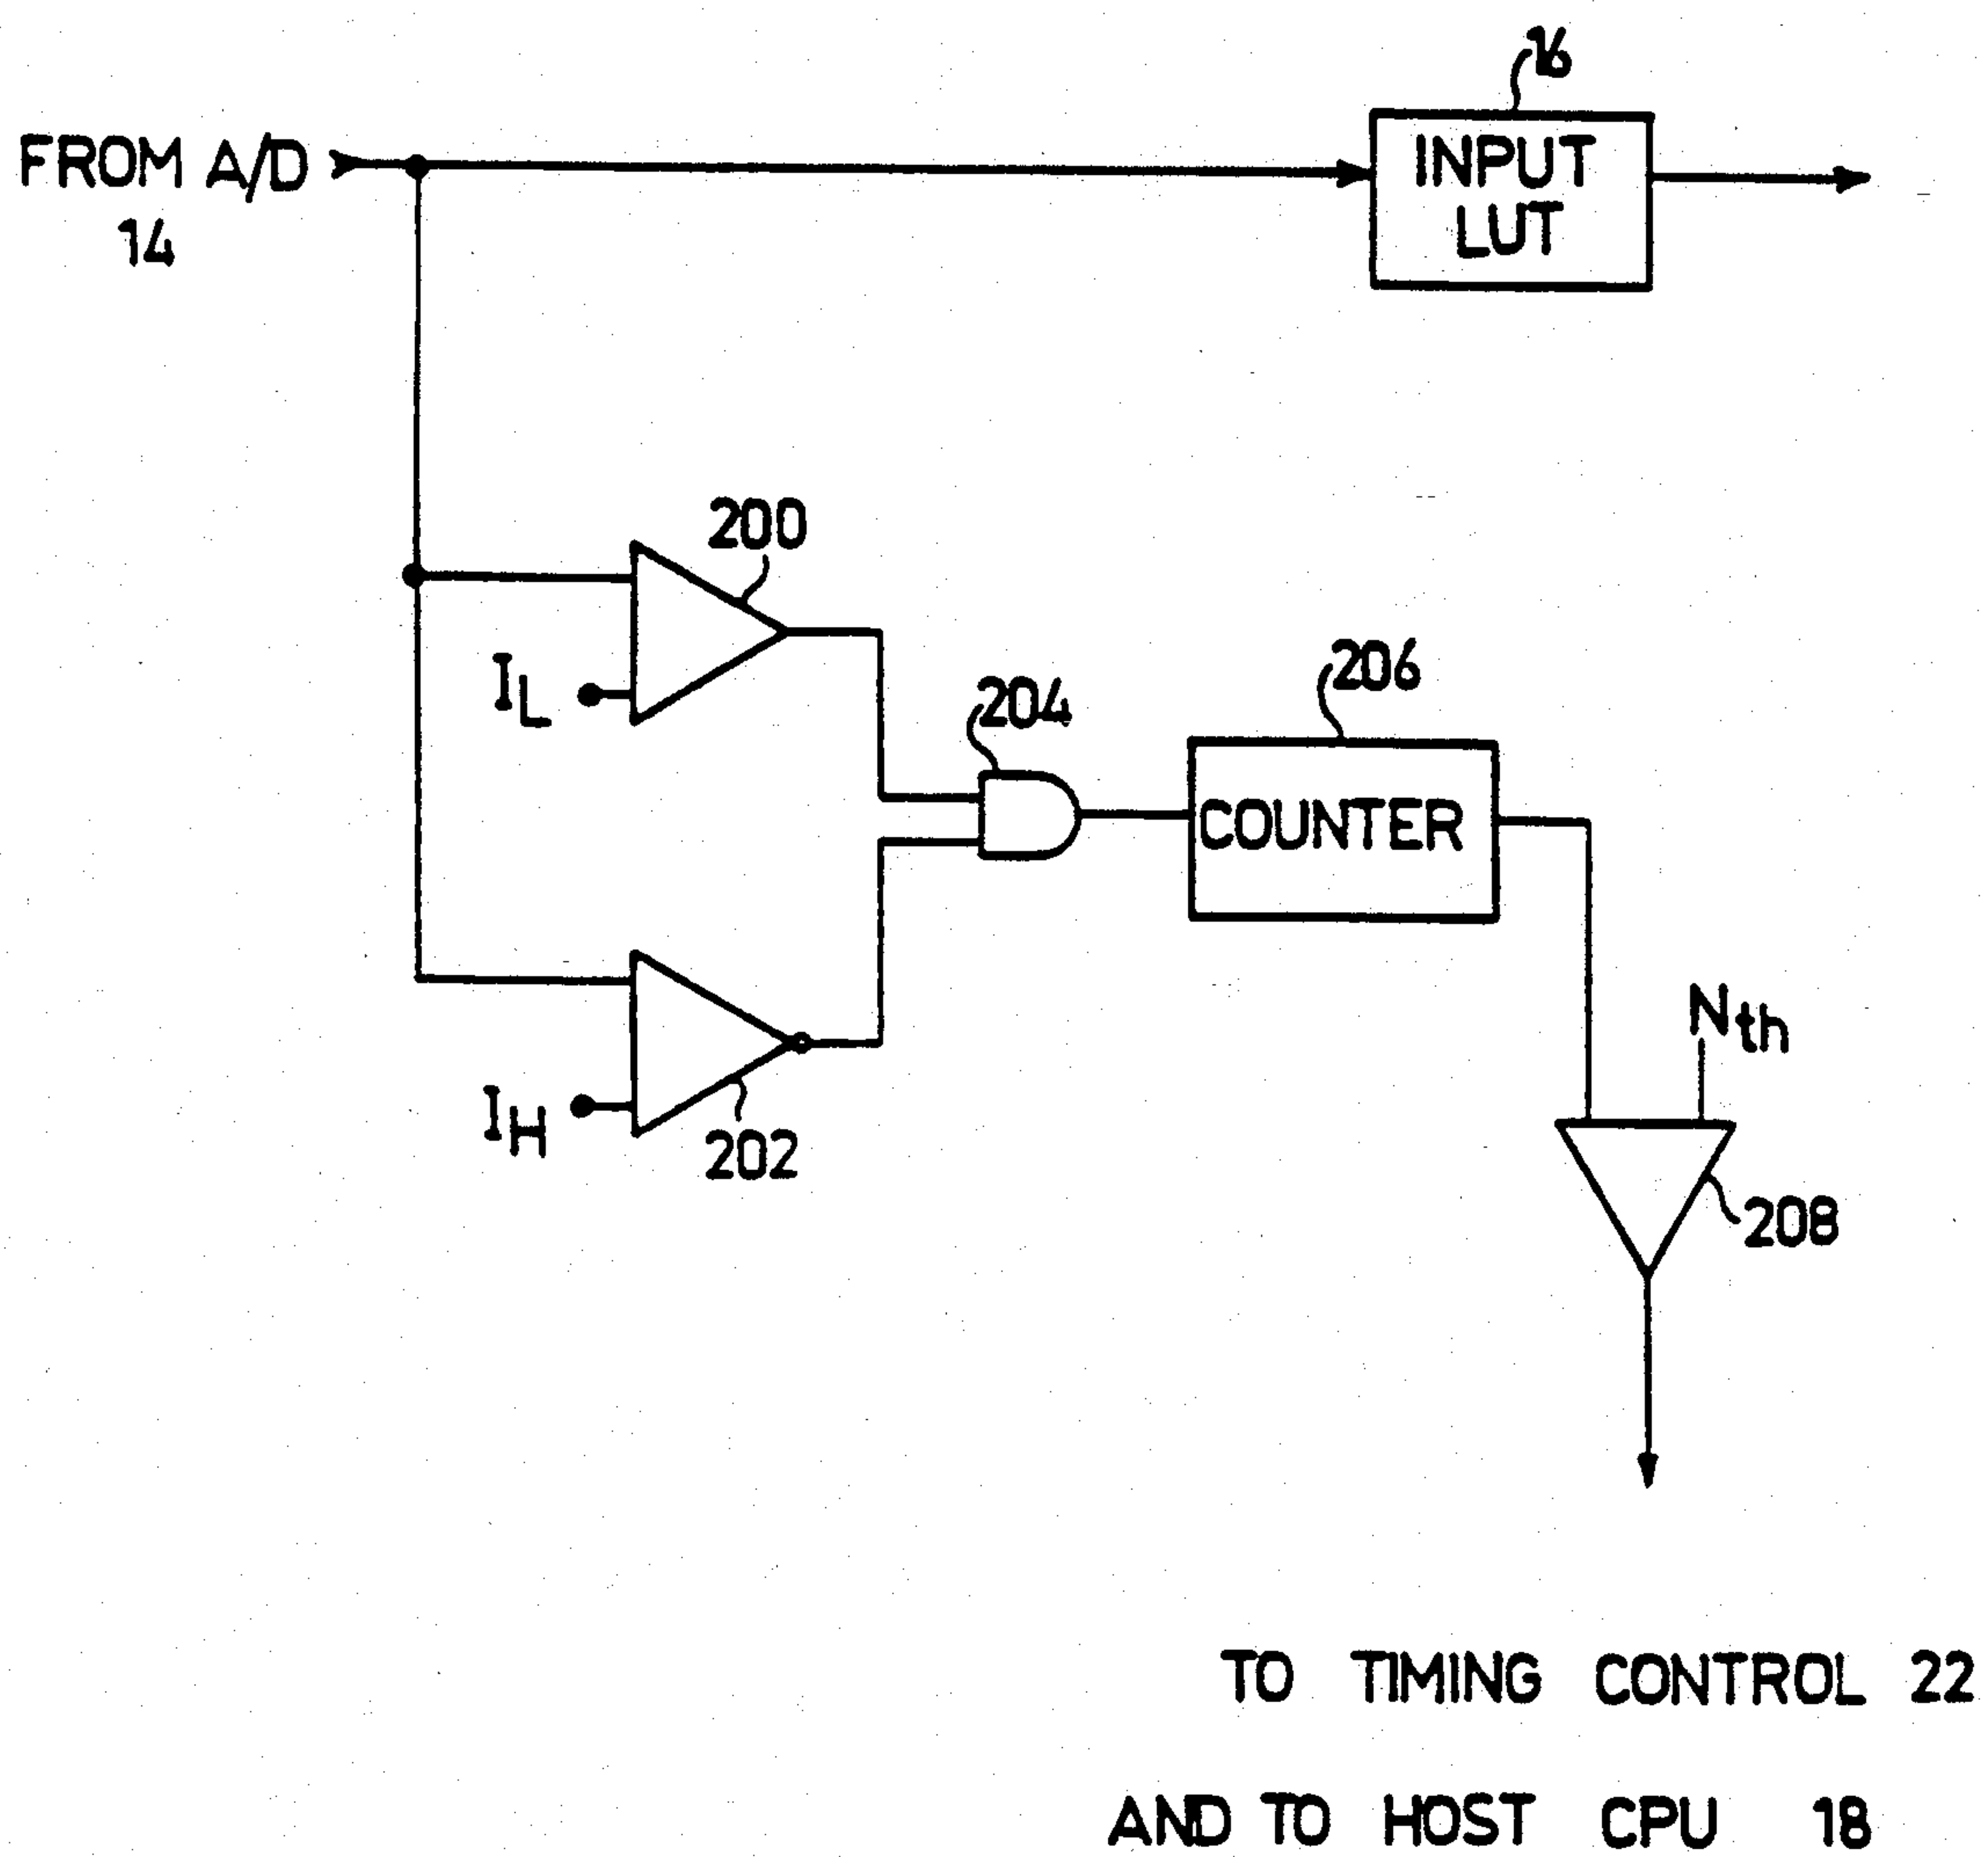 16
FROM A/D
14
INPUT
LUT
200
I_L
204
206
COUNTER
I_H
202
N_th
208
TO TIMING CONTROL 22
AND TO HOST CPU 18